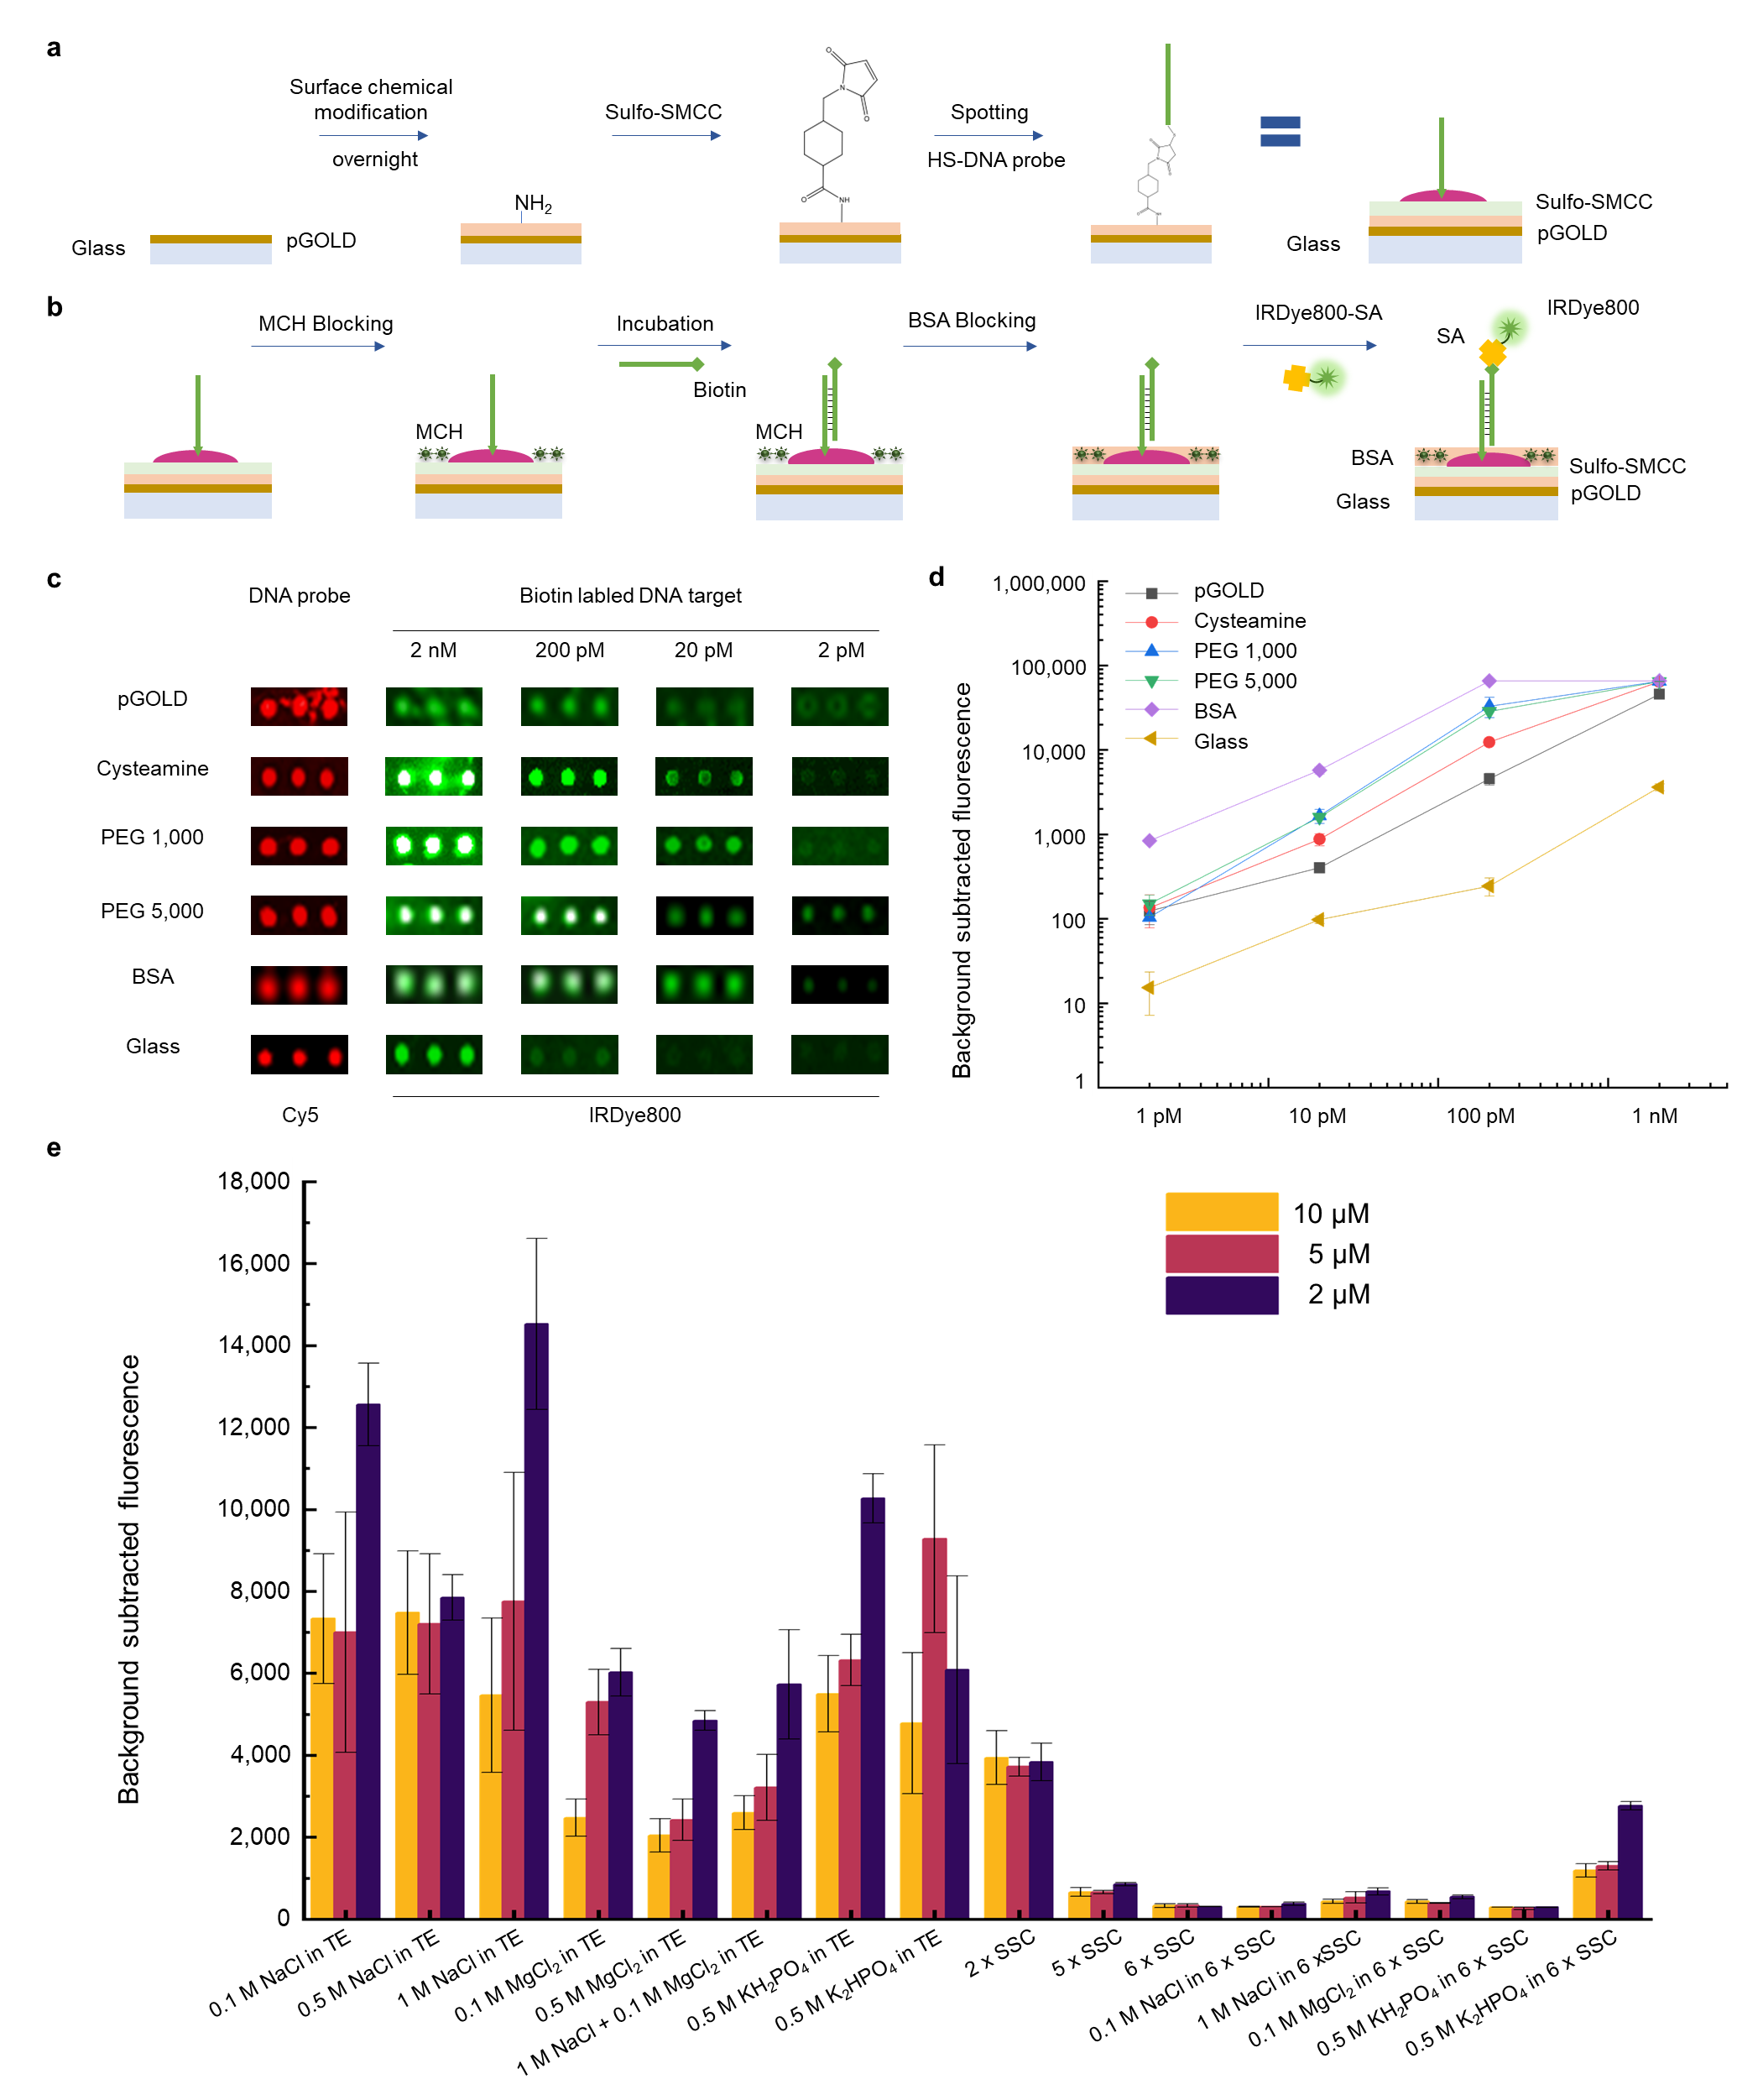 a
Surface chemical
modification
overnight
Sulfo-SMCC
Spotting
HS-DNA probe
O
N
O
O
NH
NH₂
Glass
pGOLD
Glass
Sulfo-SMCC
pGOLD
b
MCH Blocking
Incubation
Biotin
BSA Blocking
IRDye800-SA
SA
IRDye800
MCH
MCH
BSA
Glass
Sulfo-SMCC
pGOLD
c
DNA probe
Biotin labled DNA target
2 nM
200 pM
20 pM
2 pM
pGOLD
Cysteamine
PEG 1,000
PEG 5,000
BSA
Glass
Cy5
IRDye800
d
Background subtracted fluorescence
1,000,000
100,000
10,000
1,000
100
10
1
pGOLD
Cysteamine
PEG 1,000
PEG 5,000
BSA
Glass
1 pM
10 pM
100 pM
1 nM
e
Background subtracted fluorescence
18,000
16,000
14,000
12,000
10,000
8,000
6,000
4,000
2,000
0
10 µM
5 µM
2 µM
0.1 M NaCl in TE
0.5 M NaCl in TE
1 M NaCl in TE
0.1 M MgCl₂ in TE
0.5 M MgCl₂ in TE
1 M NaCl + 0.1 M MgCl₂ in TE
0.5 M KH₂PO₄ in TE
0.5 M K₂HPO₄ in TE
2 x SSC
5 x SSC
6 x SSC
0.1 M NaCl in 6 x SSC
1 M NaCl in 6 xSSC
0.1 M MgCl₂ in 6 x SSC
0.5 M KH₂PO₄ in 6 x SSC
0.5 M K₂HPO₄ in 6 x SSC